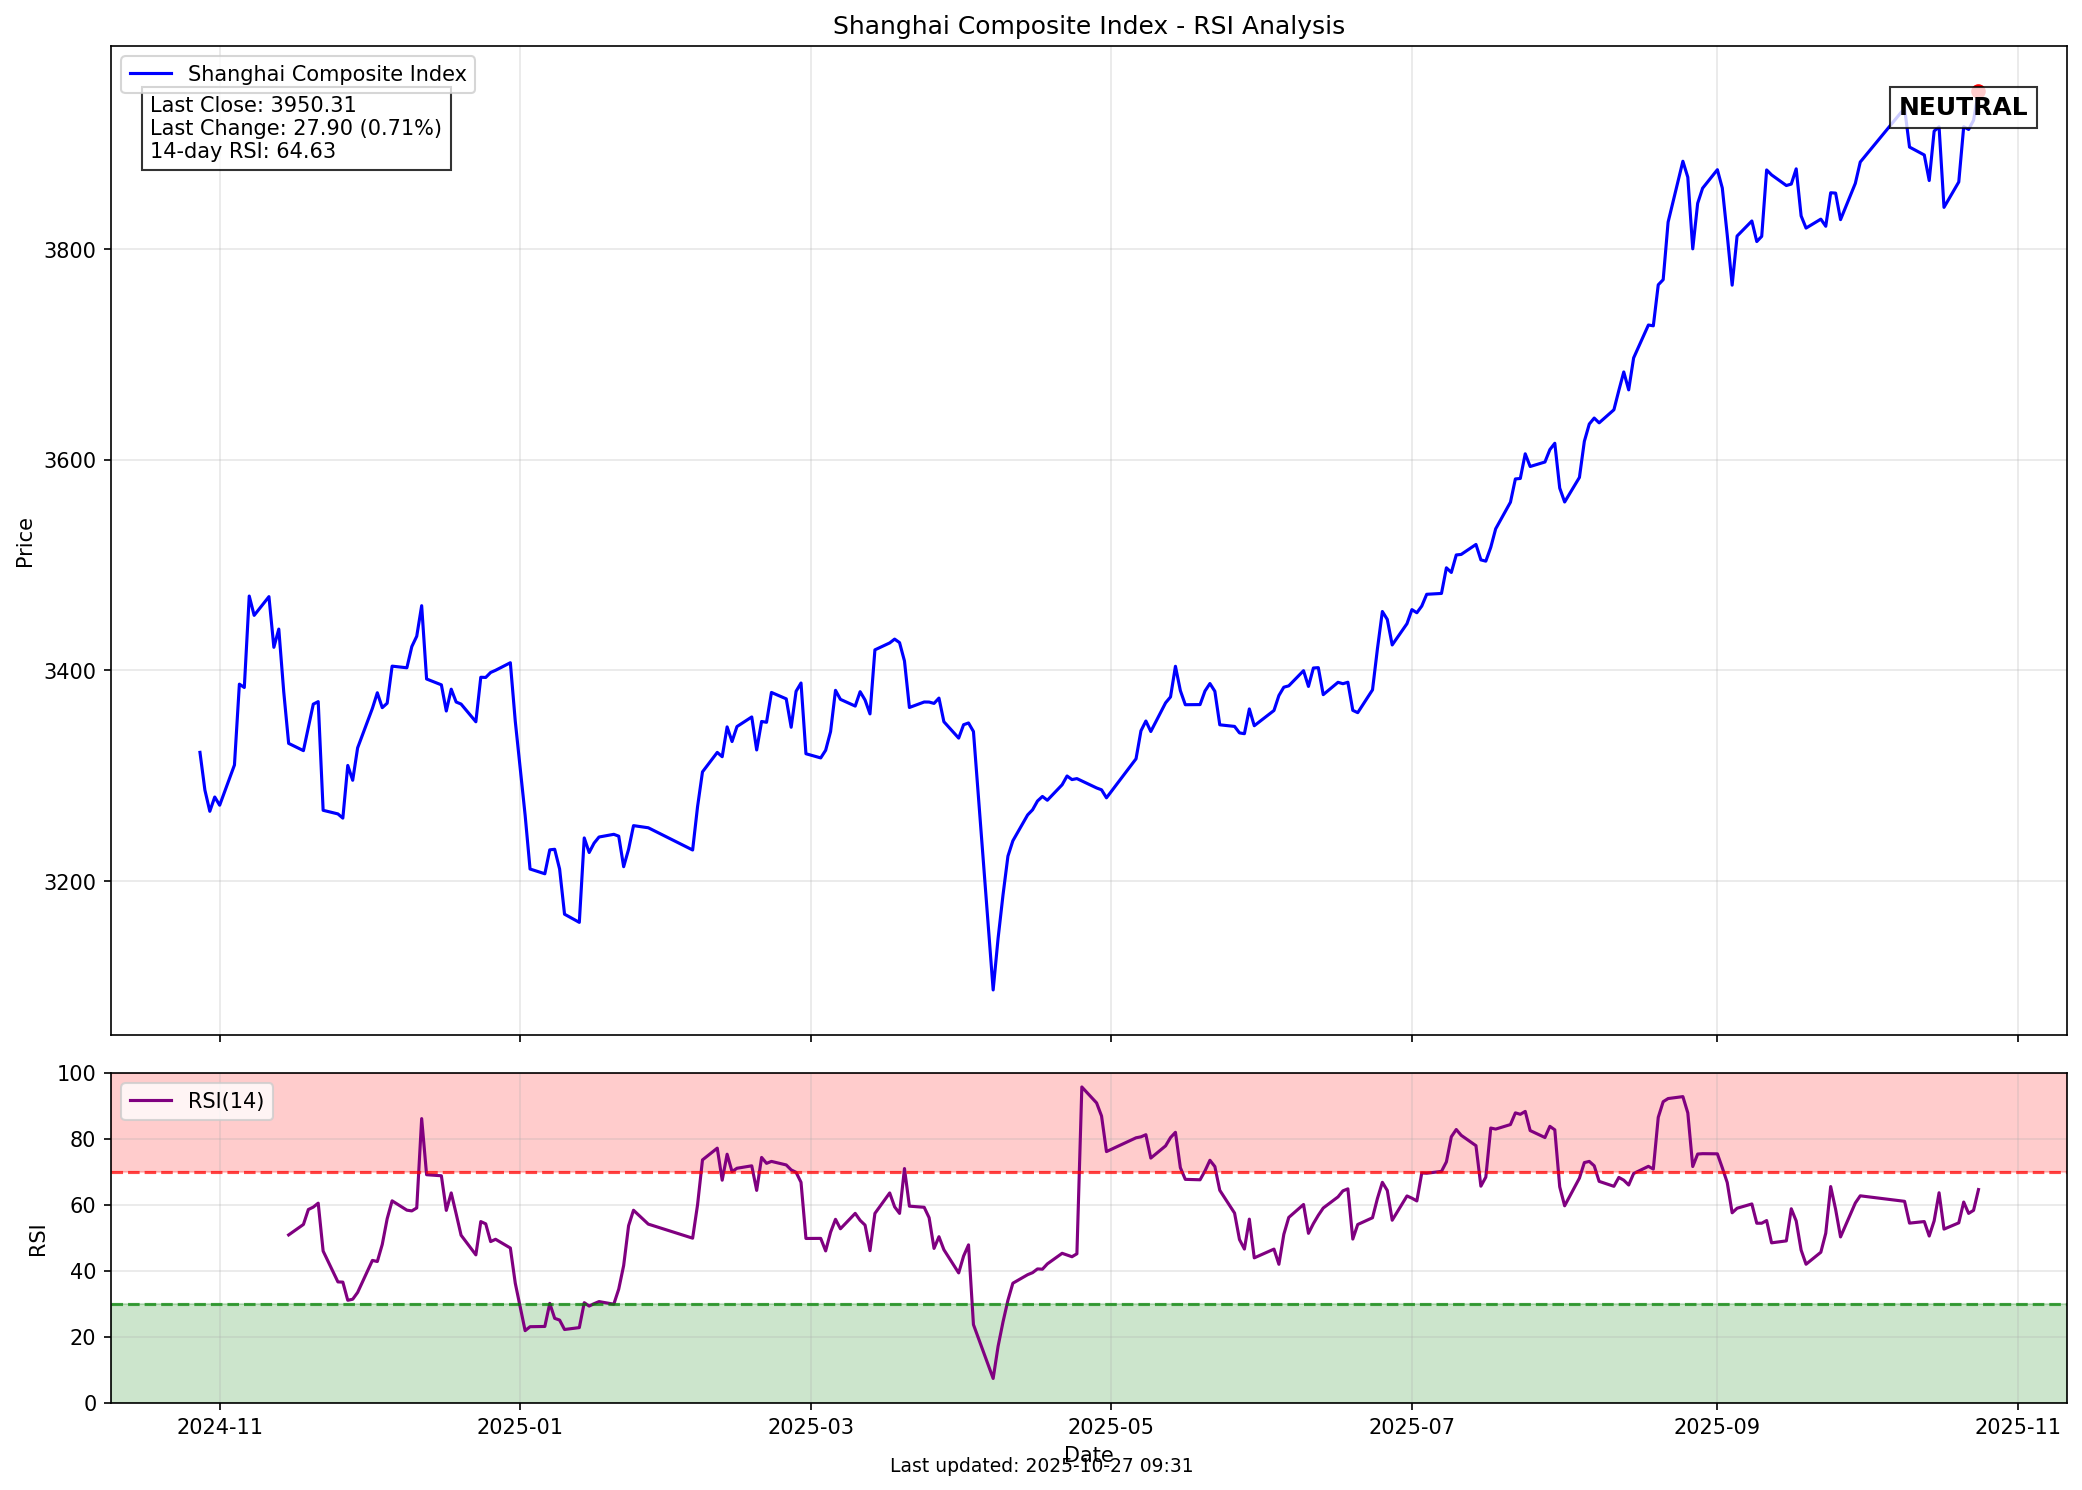 Shanghai Composite Index - RSI Analysis
Shanghai Composite Index
Last Close: 3950.31
Last Change: 27.90 (0.71%)
14-day RSI: 64.63
NEUTRAL
Price
3800
3600
3400
3200
RSI(14)
RSI
100
80
60
40
20
0
2024-11
2025-01
2025-03
2025-05
2025-07
2025-09
2025-11
Date
Last updated: 2025-10-27 09:31